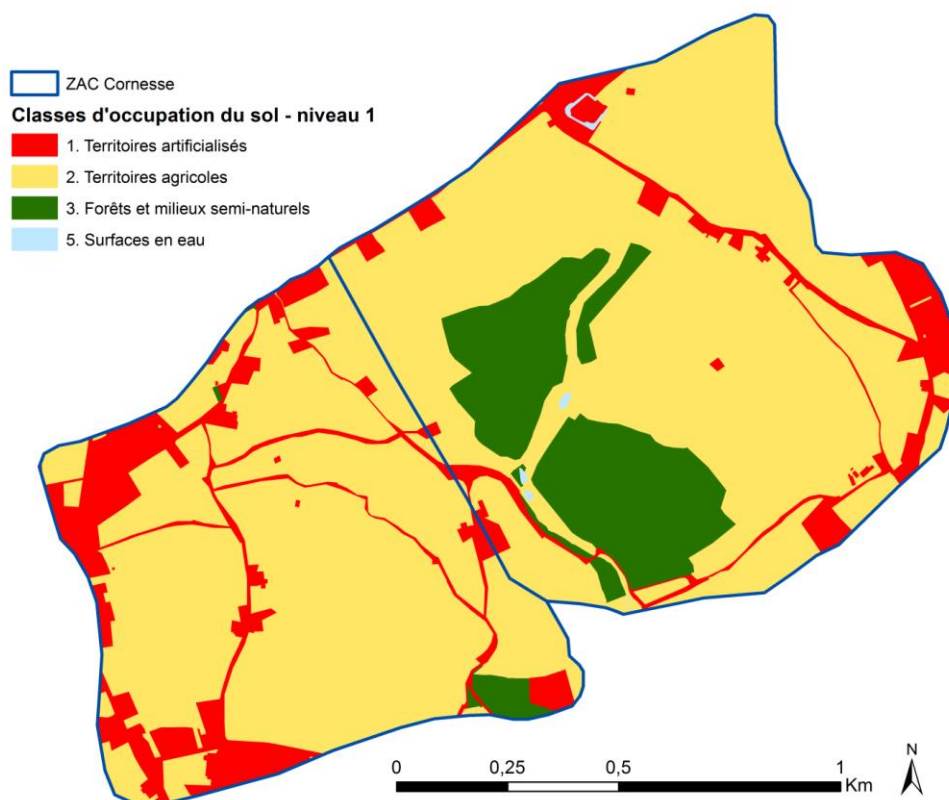 ZAC Cornesse
Classes d'occupation du sol - niveau 1
1. Territoires artificialisés
2. Territoires agricoles
3. Forêts et milieux semi-naturels
5. Surfaces en eau
0 0,25 0,5 1
Km
N